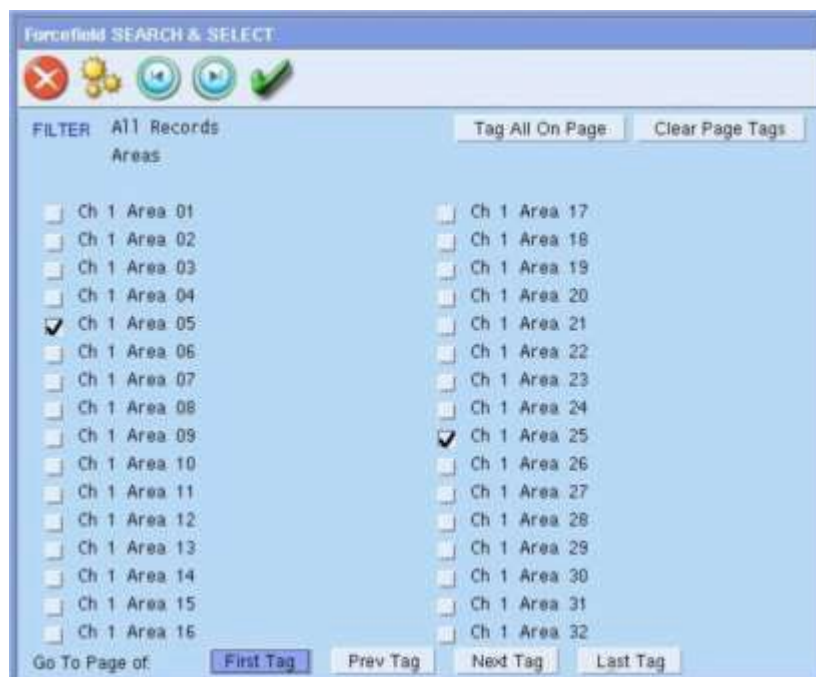 Forcefield SEARCH & SELECT
FILTER All Records
Areas
Tag All On Page
Clear Page Tags
Ch 1 Area 01
Ch 1 Area 02
Ch 1 Area 03
Ch 1 Area 04
Ch 1 Area 05
Ch 1 Area 06
Ch 1 Area 07
Ch 1 Area 08
Ch 1 Area 09
Ch 1 Area 10
Ch 1 Area 11
Ch 1 Area 12
Ch 1 Area 13
Ch 1 Area 14
Ch 1 Area 15
Ch 1 Area 16
Ch 1 Area 17
Ch 1 Area 18
Ch 1 Area 19
Ch 1 Area 20
Ch 1 Area 21
Ch 1 Area 22
Ch 1 Area 23
Ch 1 Area 24
Ch 1 Area 25
Ch 1 Area 26
Ch 1 Area 27
Ch 1 Area 28
Ch 1 Area 29
Ch 1 Area 30
Ch 1 Area 31
Ch 1 Area 32
Go To Page of: First Tag Prev Tag Next Tag Last Tag